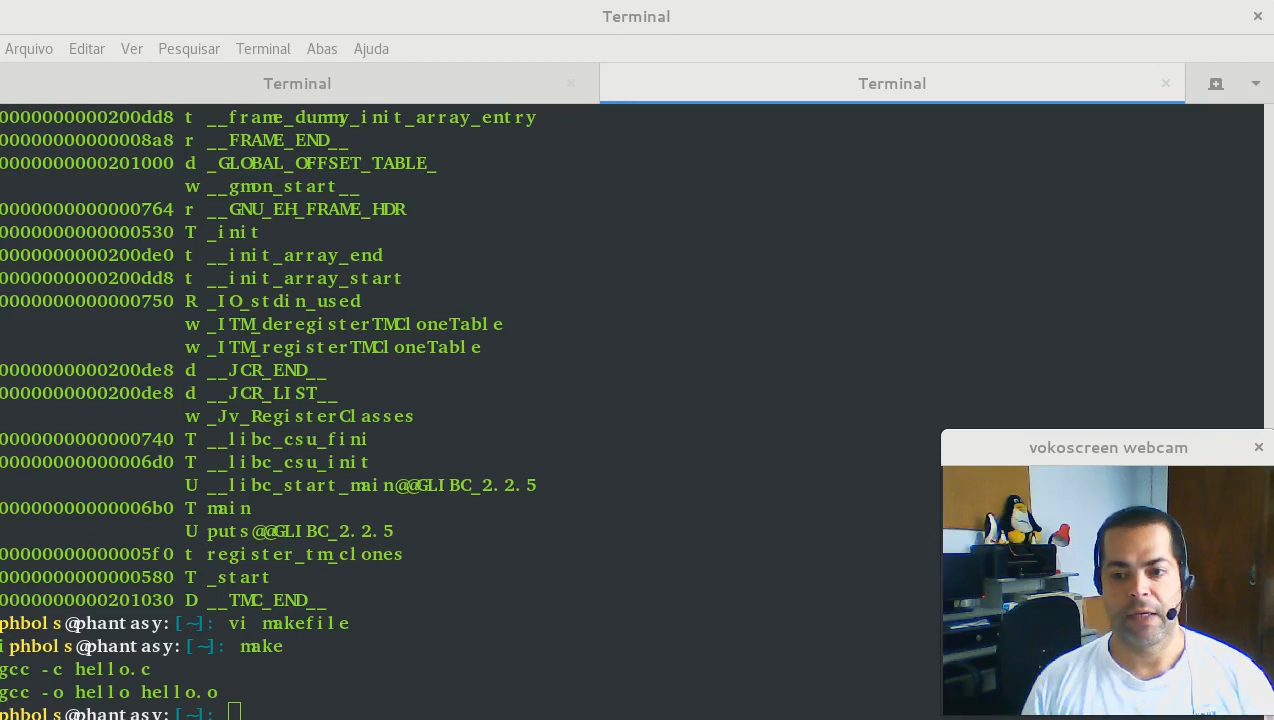 Terminal
Arquivo Editar Ver Pesquisar Terminal Abas Ajuda
Terminal Terminal
0000000000200dd8 t __frame_dummy_init_array_entry
00000000000008a8 r __FRAME_END__
0000000000201000 d _GLOBAL_OFFSET_TABLE_
w __gmon_start__
0000000000000764 r __GNU_EH_FRAME_HDR
0000000000000530 T _init
0000000000200de0 t __init_array_end
0000000000200dd8 t __init_array_start
0000000000000750 R _IO_stdin_used
w _ITM_deregisterTMCloneTable
w _ITM_registerTMCloneTable
0000000000200de8 d __JCR_END__
0000000000200de8 d __JCR_LIST__
w _Jv_RegisterClasses
0000000000000740 T __libc_csu_fini
00000000000006d0 T __libc_csu_init
U __libc_start_main@@GLIBC_2.2.5
00000000000006b0 T main
U puts@@GLIBC_2.2.5
00000000000005f0 t register_tm_clones
0000000000000580 T _start
0000000000201030 D __TMC_END__
phbols@phantasy:[~]: vi makefile
i phbols@phantasy:[~]: make
gcc -c hello.c
gcc -o hello hello.o
phbols@phantasy:[~]:
vokoscreen webcam